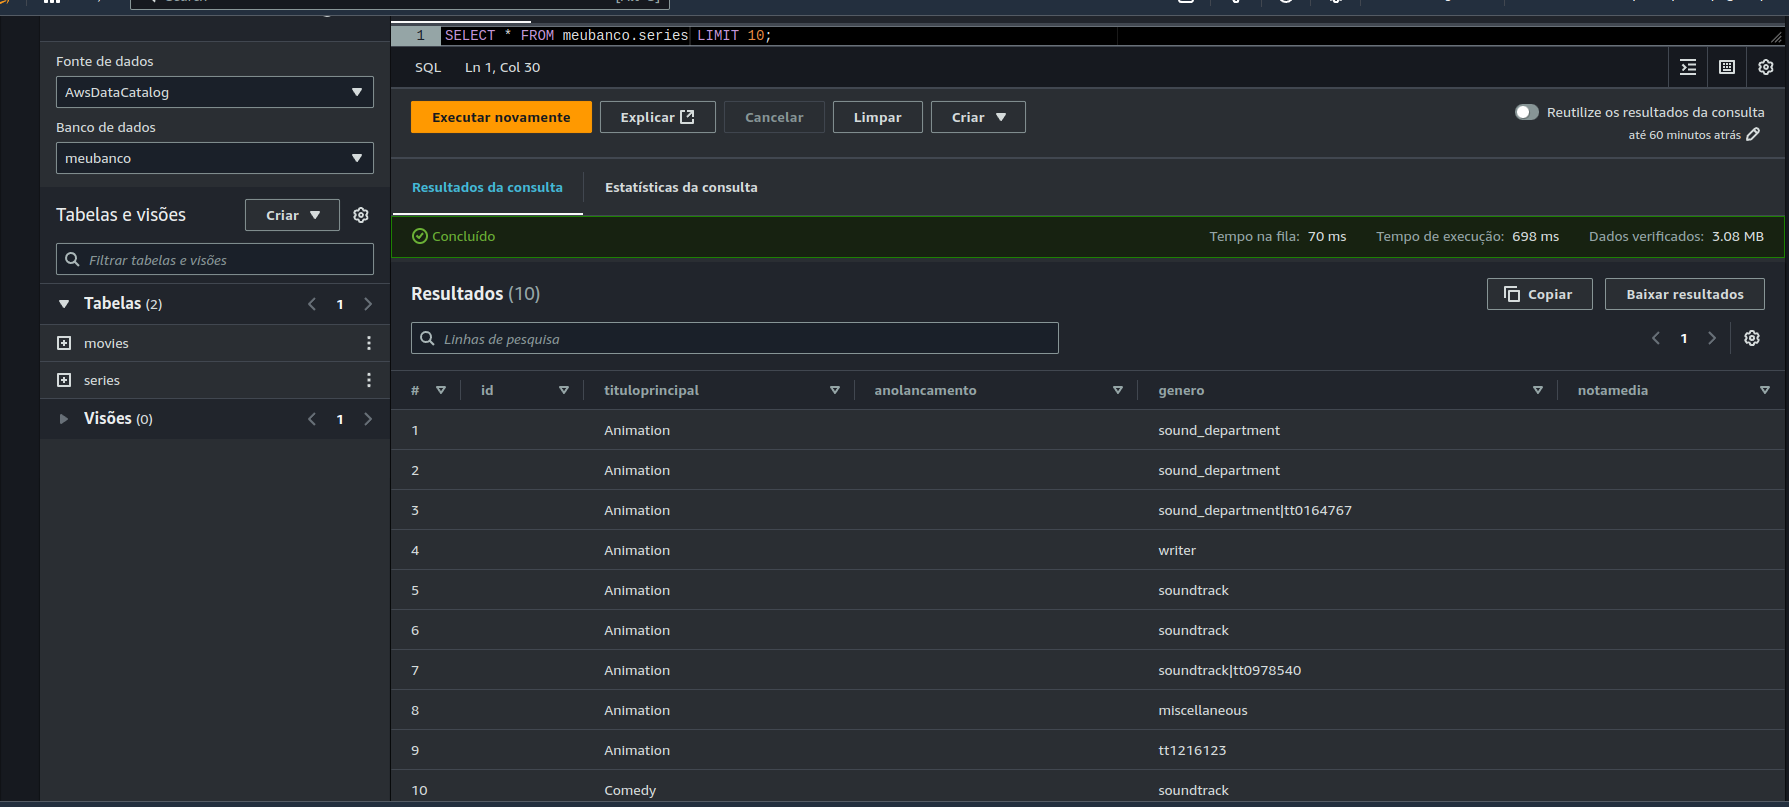 1 SELECT * FROM meubanco.series LIMIT 10;
SQL Ln 1, Col 30
Fonte de dados
AwsDataCatalog
Banco de dados
meubanco
Tabelas e visões Criar
Filtrar tabelas e visões
Tabelas (2) 1
movies
series
Visões (0) 1
Executar novamente Explicar Cancelar Limpar Criar
Reutilize os resultados da consulta
até 60 minutos atrás
Resultados da consulta Estatísticas da consulta
Concluído Tempo na fila: 70 ms Tempo de execução: 698 ms Dados verificados: 3.08 MB
Resultados (10) Copiar Baixar resultados
Linhas de pesquisa 1
# id tituloprincipal anolancamento genero notamedia
1 Animation sound_department
2 Animation sound_department
3 Animation sound_department|tt0164767
4 Animation writer
5 Animation soundtrack
6 Animation soundtrack
7 Animation soundtrack|tt0978540
8 Animation miscellaneous
9 Animation tt1216123
10 Comedy soundtrack